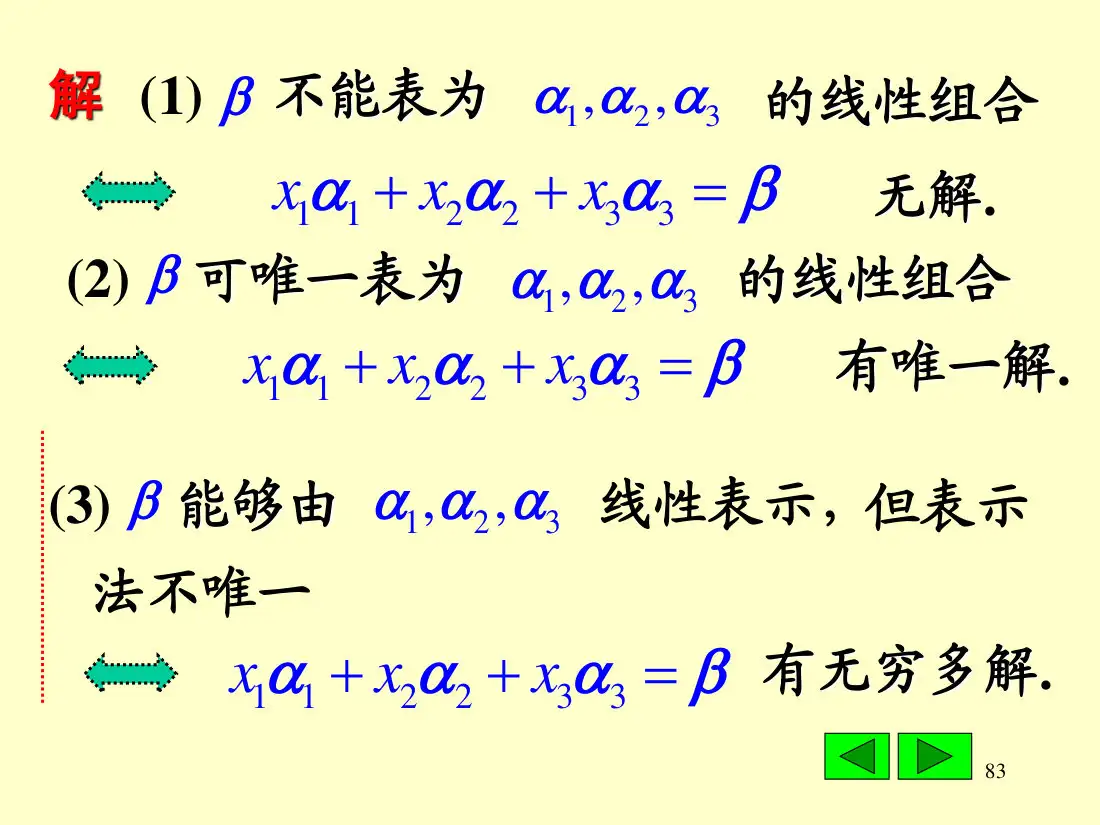 解 (1) β 不能表为 α₁,α₂,α₃ 的线性组合
x₁α₁ + x₂α₂ + x₃α₃ = β 无解.
(2) β 可唯一表为 α₁,α₂,α₃ 的线性组合
x₁α₁ + x₂α₂ + x₃α₃ = β 有唯一解.
(3) β 能够由 α₁,α₂,α₃ 线性表示，但表示
法不唯一
x₁α₁ + x₂α₂ + x₃α₃ = β 有无穷多解.
83